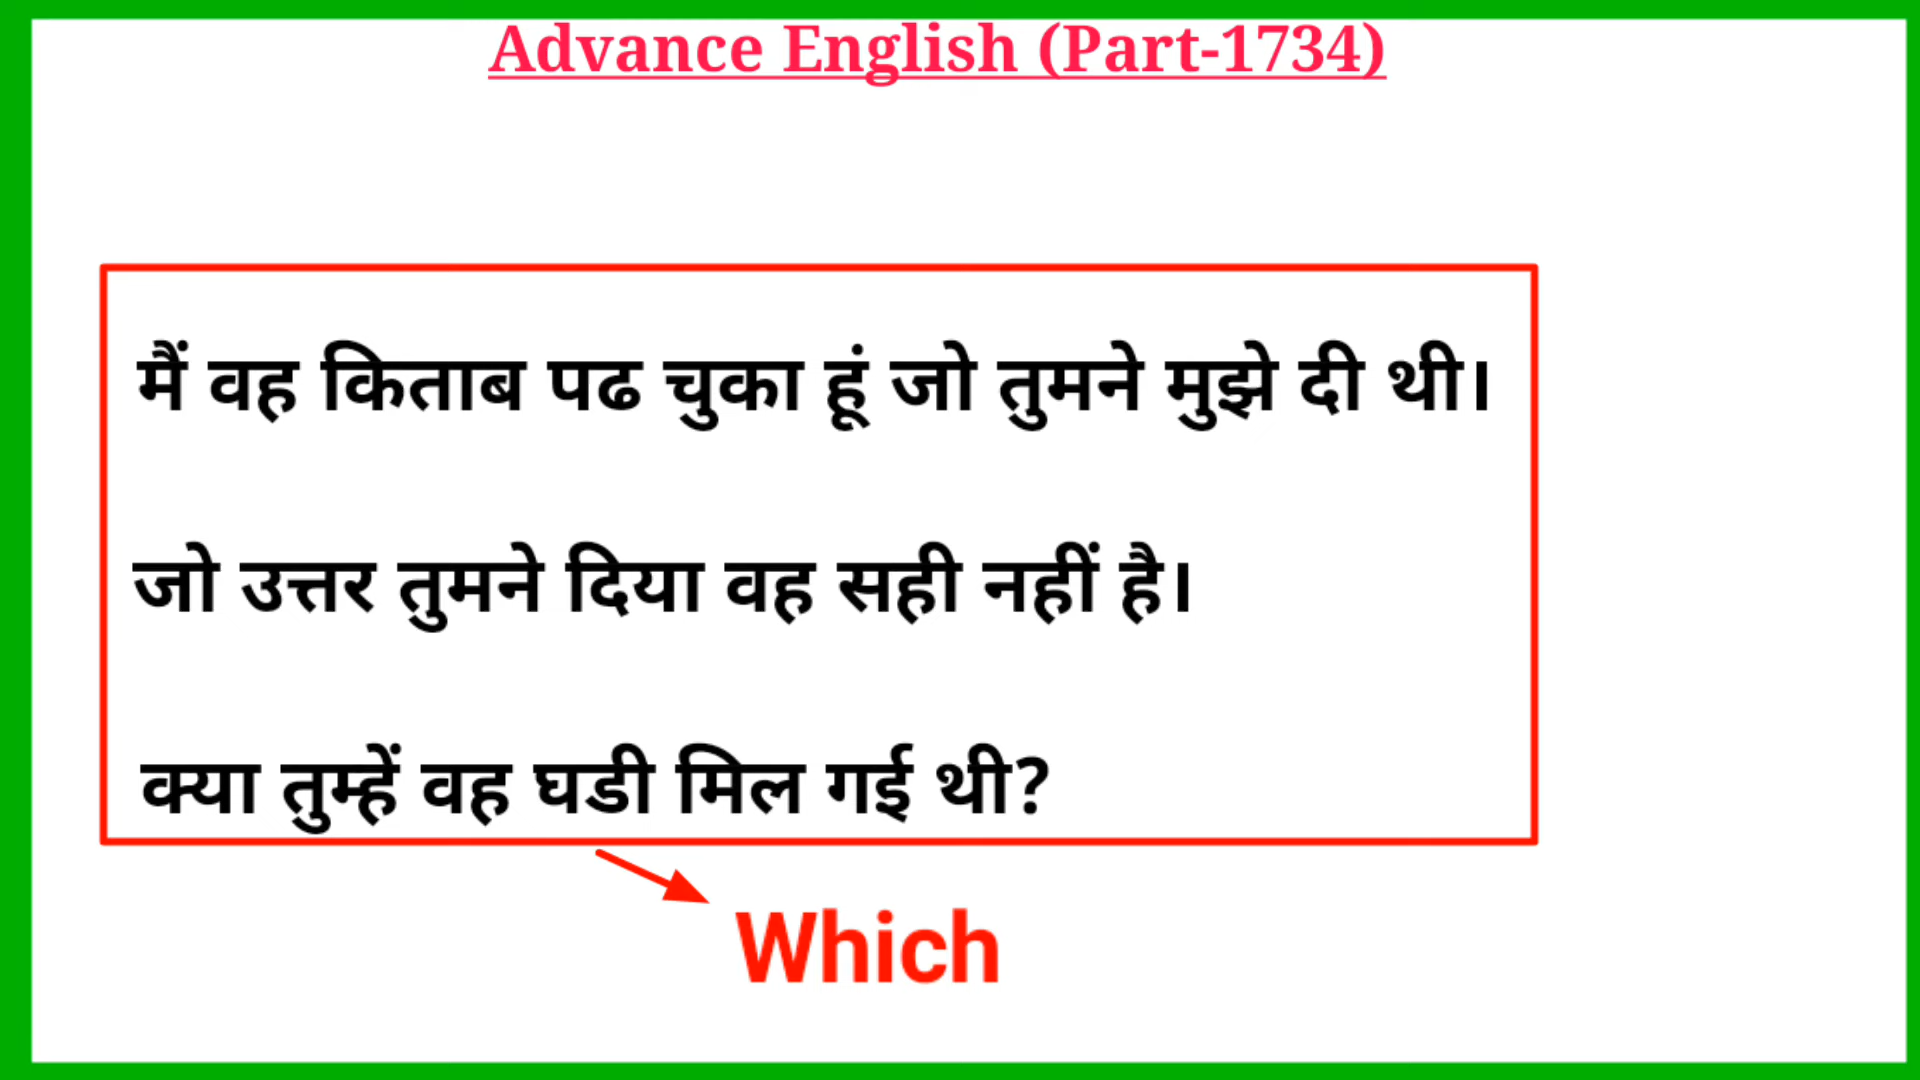 Advance English (Part-1734)
मैं वह किताब पढ चुका हूं जो तुमने मुझे दी थी।
जो उत्तर तुमने दिया वह सही नहीं है।
क्या तुम्हें वह घडी मिल गई थी?
Which